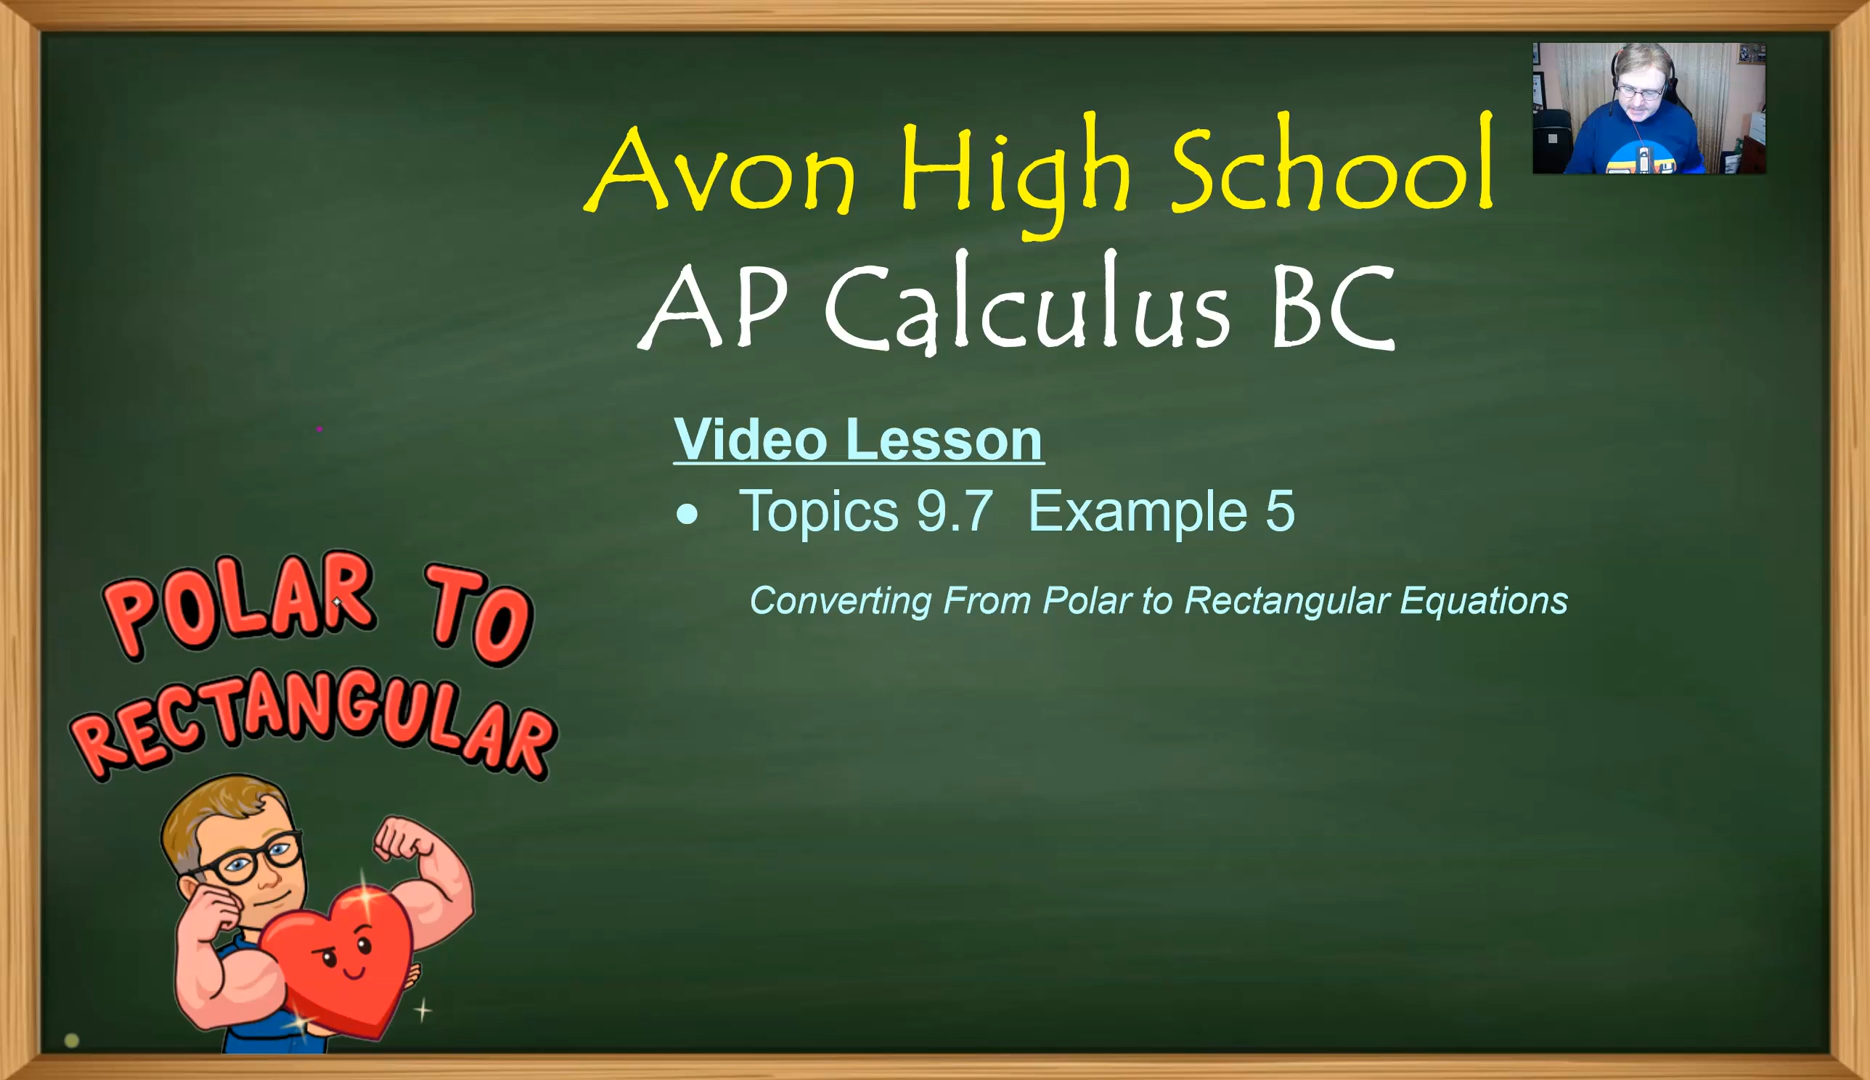 Avon High School
AP Calculus BC
Video Lesson
● Topics 9.7 Example 5
Converting From Polar to Rectangular Equations
POLAR TO
RECTANGULAR